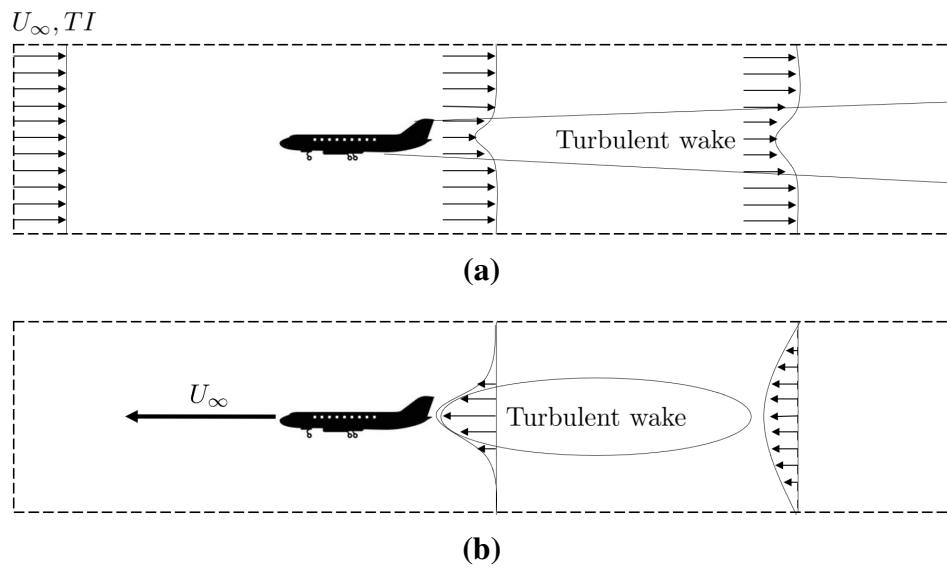 U∞, TI
Turbulent wake
(a)
U∞
Turbulent wake
(b)